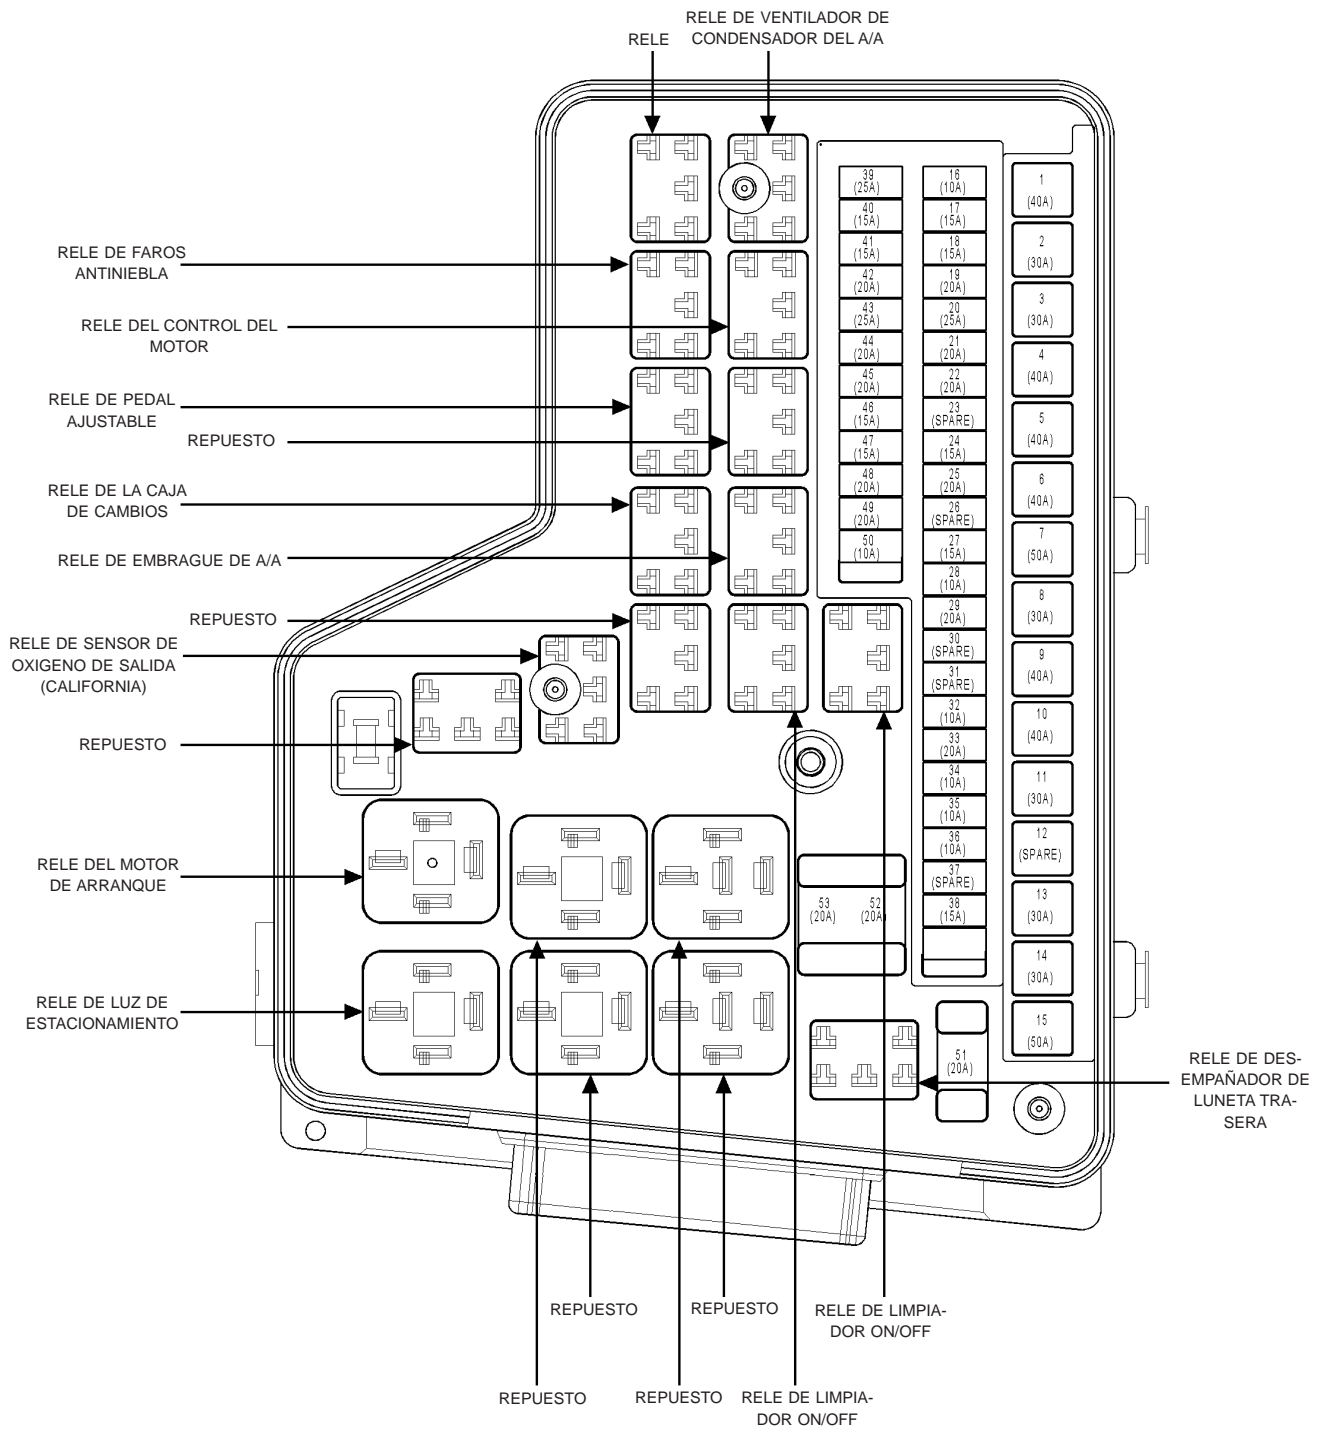 RELE DE VENTILADOR DE
CONDENSADOR DEL A/A
RELE
RELE DE FAROS
ANTINIEBLA
RELE DEL CONTROL DEL
MOTOR
RELE DE PEDAL
AJUSTABLE
REPUESTO
RELE DE LA CAJA
DE CAMBIOS
RELE DE EMBRAGUE DE A/A
REPUESTO
RELE DE SENSOR DE
OXIGENO DE SALIDA
(CALIFORNIA)
REPUESTO
RELE DEL MOTOR
DE ARRANQUE
RELE DE LUZ DE
ESTACIONAMIENTO
39
(25A)
40
(15A)
41
(15A)
42
(20A)
43
(25A)
44
(20A)
45
(20A)
46
(15A)
47
(15A)
48
(20A)
49
(20A)
50
(10A)
16
(10A)
17
(15A)
18
(15A)
19
(20A)
20
(25A)
21
(20A)
22
(20A)
23
(SPARE)
24
(15A)
25
(20A)
26
(SPARE)
27
(15A)
28
(10A)
29
(20A)
30
(SPARE)
31
(SPARE)
32
(10A)
33
(20A)
34
(10A)
35
(10A)
36
(10A)
37
(SPARE)
38
(15A)
1
(40A)
2
(30A)
3
(30A)
4
(40A)
5
(40A)
6
(40A)
7
(50A)
8
(30A)
9
(40A)
10
(40A)
11
(30A)
12
(SPARE)
13
(30A)
14
(30A)
15
(50A)
53
(20A)
52
(20A)
51
(20A)
RELE DE DES-
EMPAÑADOR DE
LUNETA TRA-
SERA
REPUESTO
REPUESTO
RELE DE LIMPIA-
DOR ON/OFF
REPUESTO
REPUESTO
RELE DE LIMPIA-
DOR ON/OFF